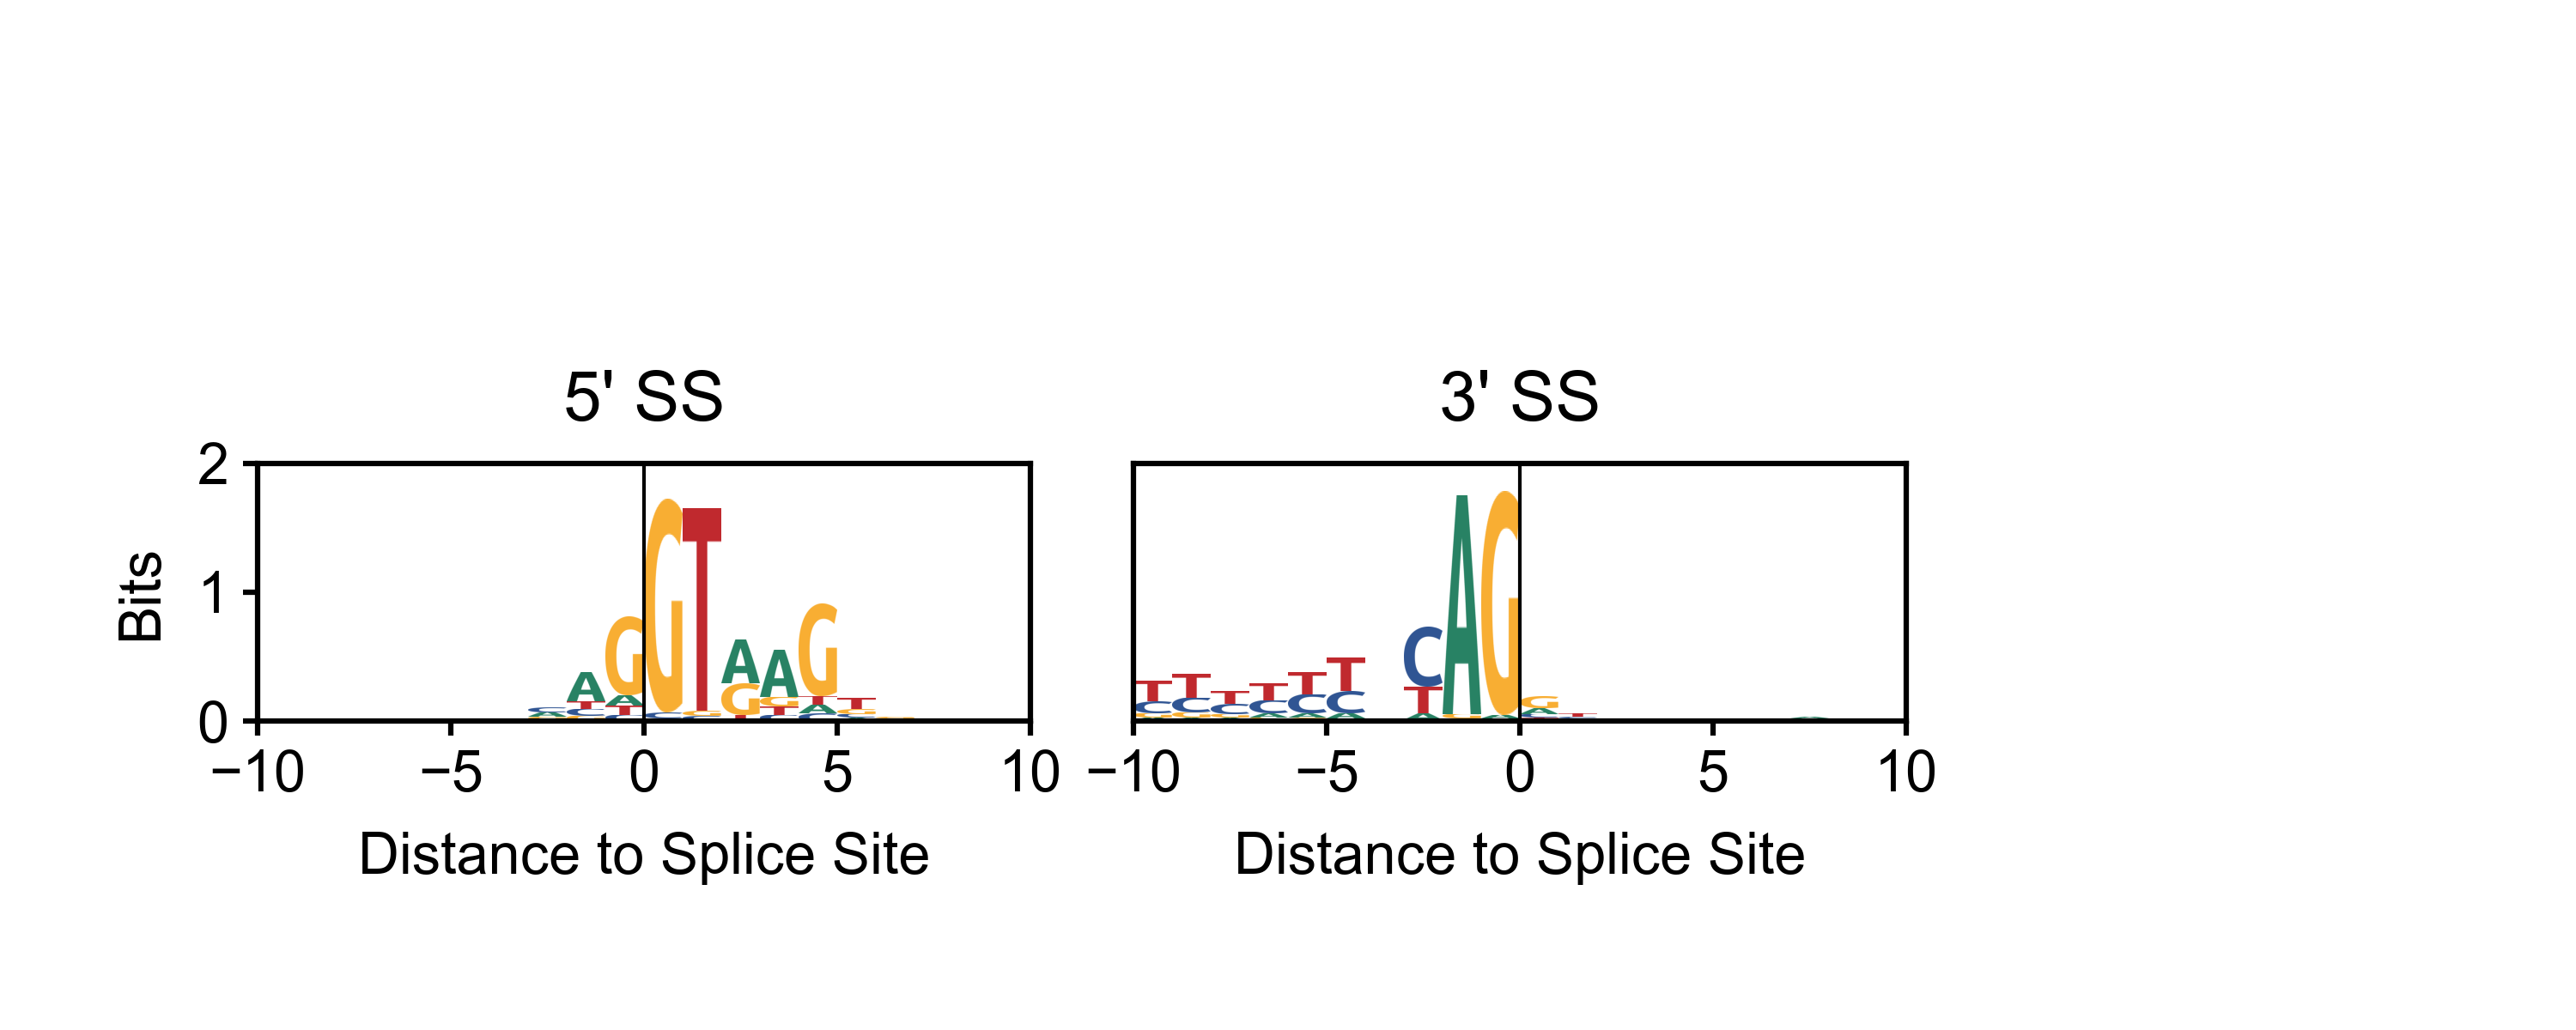 5' SS
3' SS
Bits
2
1
0
−10 −5 0 5 10
−10 −5 0 5 10
Distance to Splice Site
Distance to Splice Site
A G G T A A G
T T T T T T C A G